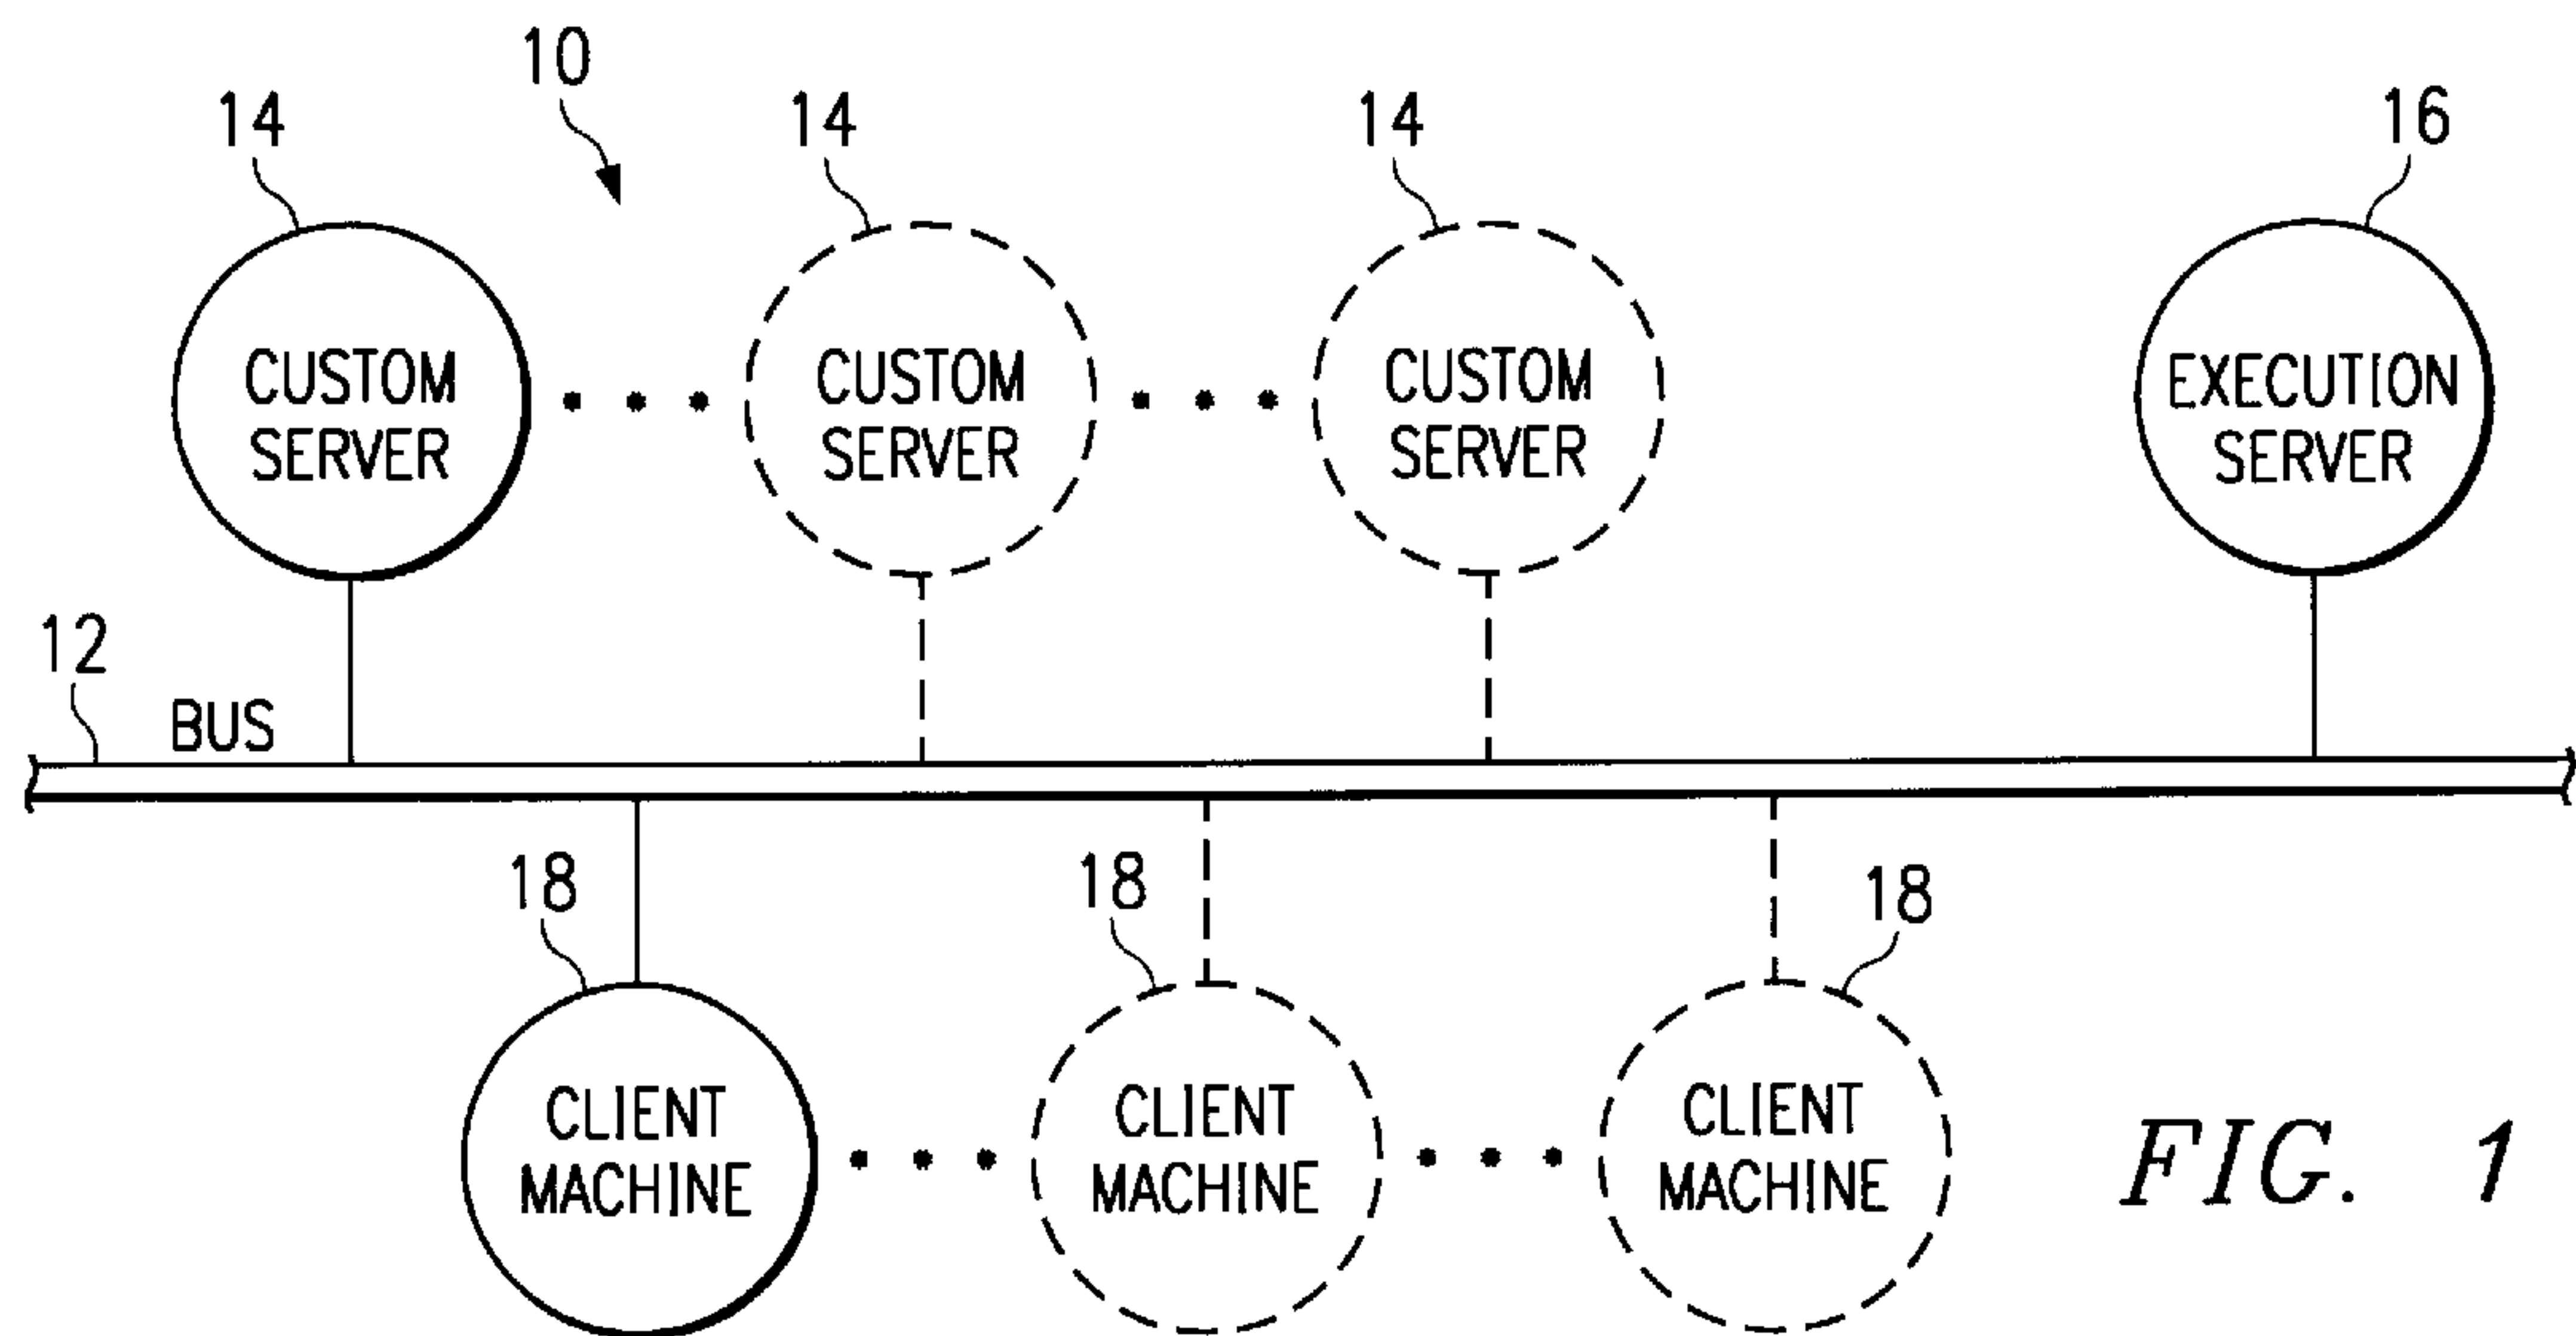 10
14
14
14
16
CUSTOM
SERVER
CUSTOM
SERVER
CUSTOM
SERVER
EXECUTION
SERVER
12
BUS
18
18
18
CLIENT
MACHINE
CLIENT
MACHINE
CLIENT
MACHINE
FIG. 1